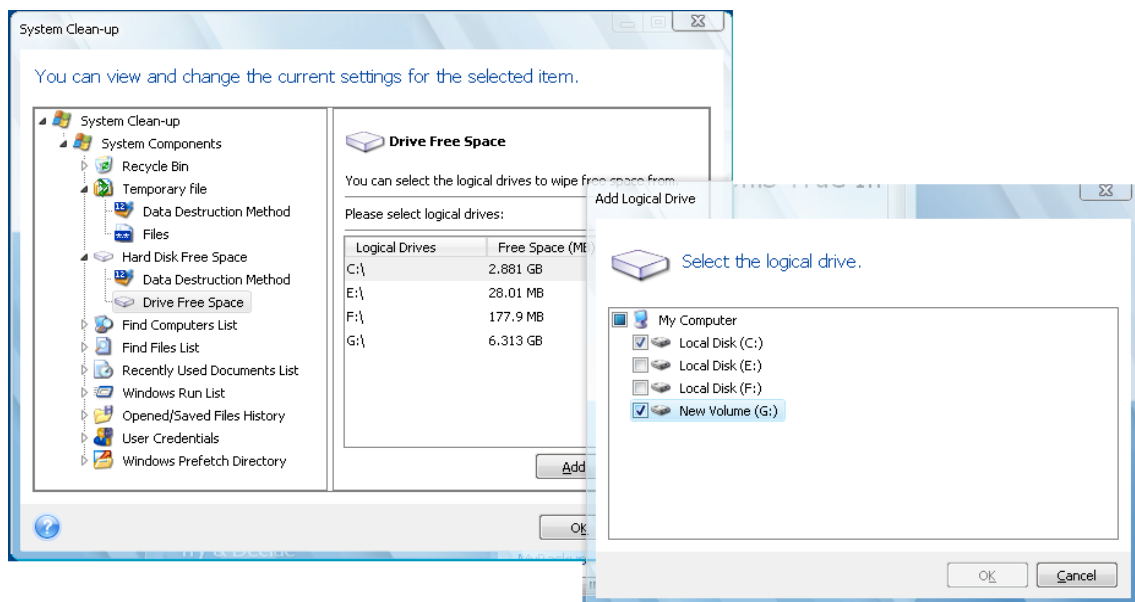 System Clean-up
You can view and change the current settings for the selected item.
System Clean-up
System Components
Recycle Bin
Temporary file
Data Destruction Method
Files
Hard Disk Free Space
Data Destruction Method
Drive Free Space
Find Computers List
Find Files List
Recently Used Documents List
Windows Run List
Opened/Saved Files History
User Credentials
Windows Prefetch Directory
Drive Free Space
You can select the logical drives to wipe free space from.
Please select logical drives:
Logical Drives Free Space (MB)
C:\ 2.881 GB
E:\ 28.01 MB
F:\ 177.9 MB
G:\ 6.313 GB
Add
OK
Add Logical Drive
Select the logical drive.
My Computer
Local Disk (C:)
Local Disk (E:)
Local Disk (F:)
New Volume (G:)
OK Cancel